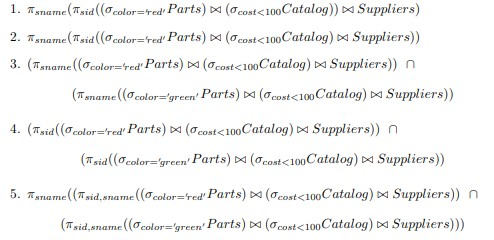 1. π_sname(π_sid((σ_color='red' Parts) ⋈ (σ_cost<100 Catalog)) ⋈ Suppliers)
2. π_sname(π_sid((σ_color='red' Parts) ⋈ (σ_cost<100 Catalog) ⋈ Suppliers))
3. (π_sname((σ_color='red' Parts) ⋈ (σ_cost<100 Catalog) ⋈ Suppliers)) ∩
(π_sname((σ_color='green' Parts) ⋈ (σ_cost<100 Catalog) ⋈ Suppliers))
4. (π_sid((σ_color='red' Parts) ⋈ (σ_cost<100 Catalog) ⋈ Suppliers)) ∩
(π_sid((σ_color='green' Parts) ⋈ (σ_cost<100 Catalog) ⋈ Suppliers))
5. π_sname((π_sid,sname((σ_color='red' Parts) ⋈ (σ_cost<100 Catalog) ⋈ Suppliers)) ∩
(π_sid,sname((σ_color='green' Parts) ⋈ (σ_cost<100 Catalog) ⋈ Suppliers)))